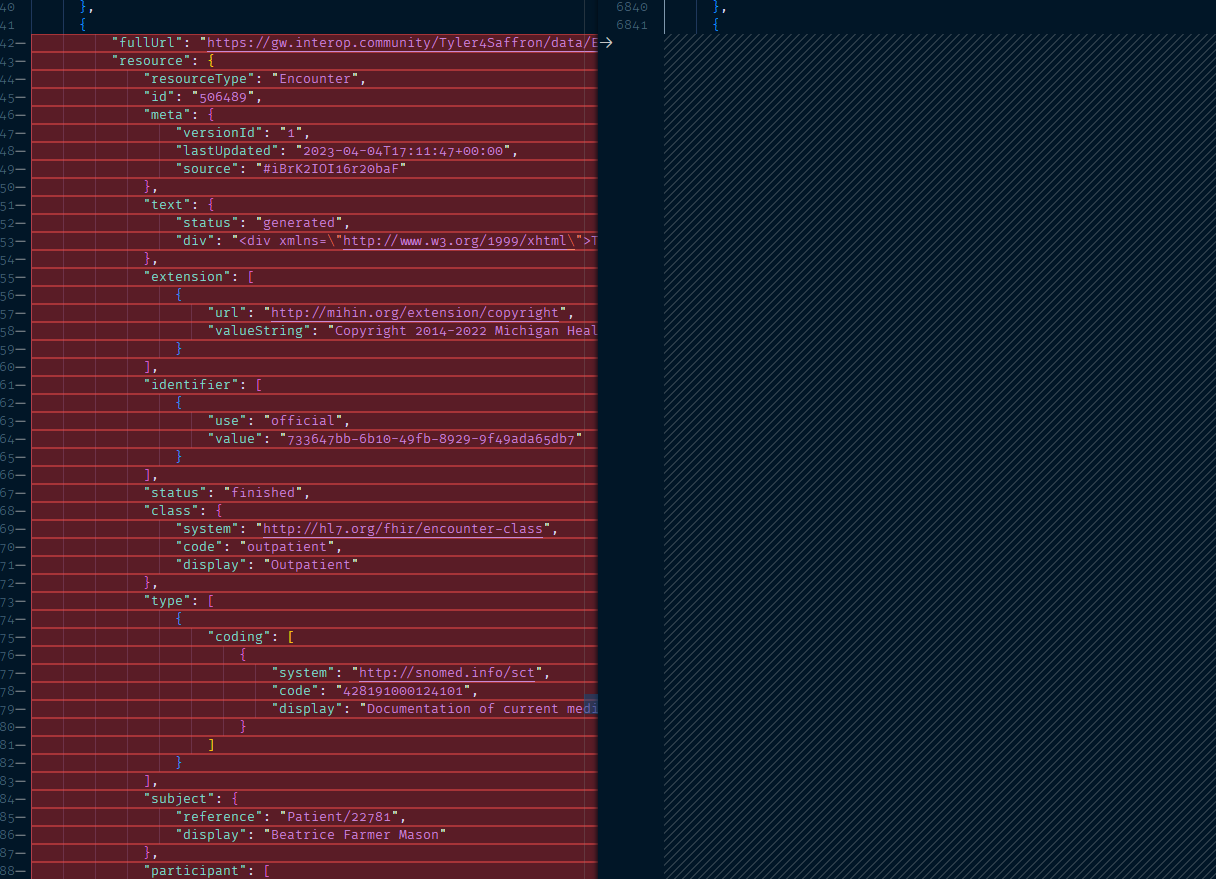 40 },
41 {
42— "fullUrl": "https://gw.interop.community/Tyler4Saffron/data/E
43— "resource": {
44— "resourceType": "Encounter",
45— "id": "506489",
46— "meta": {
47— "versionId": "1",
48— "lastUpdated": "2023-04-04T17:11:47+00:00",
49— "source": "#iBrK2IOI16r20baF"
50— },
51— "text": {
52— "status": "generated",
53— "div": "<div xmlns=\"http://www.w3.org/1999/xhtml\">T
54— },
55— "extension": [
56— {
57— "url": "http://mihin.org/extension/copyright",
58— "valueString": "Copyright 2014-2022 Michigan Heal
59— }
60— ],
61— "identifier": [
62— {
63— "use": "official",
64— "value": "733647bb-6b10-49fb-8929-9f49ada65db7"
65— }
66— ],
67— "status": "finished",
68— "class": {
69— "system": "http://hl7.org/fhir/encounter-class",
70— "code": "outpatient",
71— "display": "Outpatient"
72— },
73— "type": [
74— {
75— "coding": [
76— {
77— "system": "http://snomed.info/sct",
78— "code": "428191000124101",
79— "display": "Documentation of current medi
80— }
81— ]
82— }
83— ],
84— "subject": {
85— "reference": "Patient/22781",
86— "display": "Beatrice Farmer Mason"
87— },
88— "participant": [
6840 },
6841 {